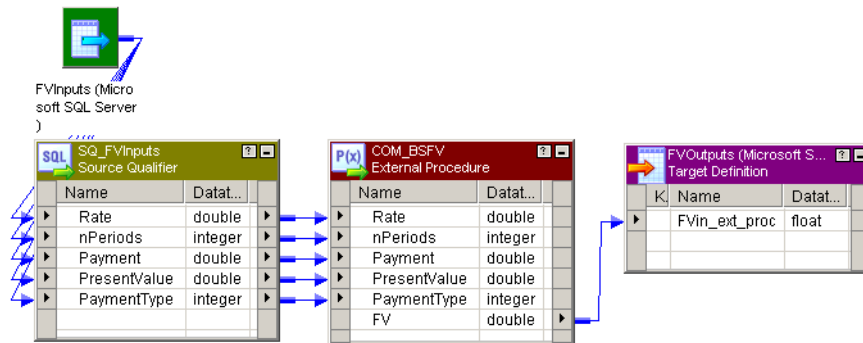 FVInputs (Micro
soft SQL Server
)
SQL SQ_FVInputs
Source Qualifier
Name Datat...
Rate double
nPeriods integer
Payment double
PresentValue double
PaymentType integer
P(x) COM_BSFV
External Procedure
Name Datat...
Rate double
nPeriods integer
Payment double
PresentValue double
PaymentType integer
FV double
FVOutputs (Microsoft S...
Target Definition
K. Name Datat...
FVin_ext_proc float